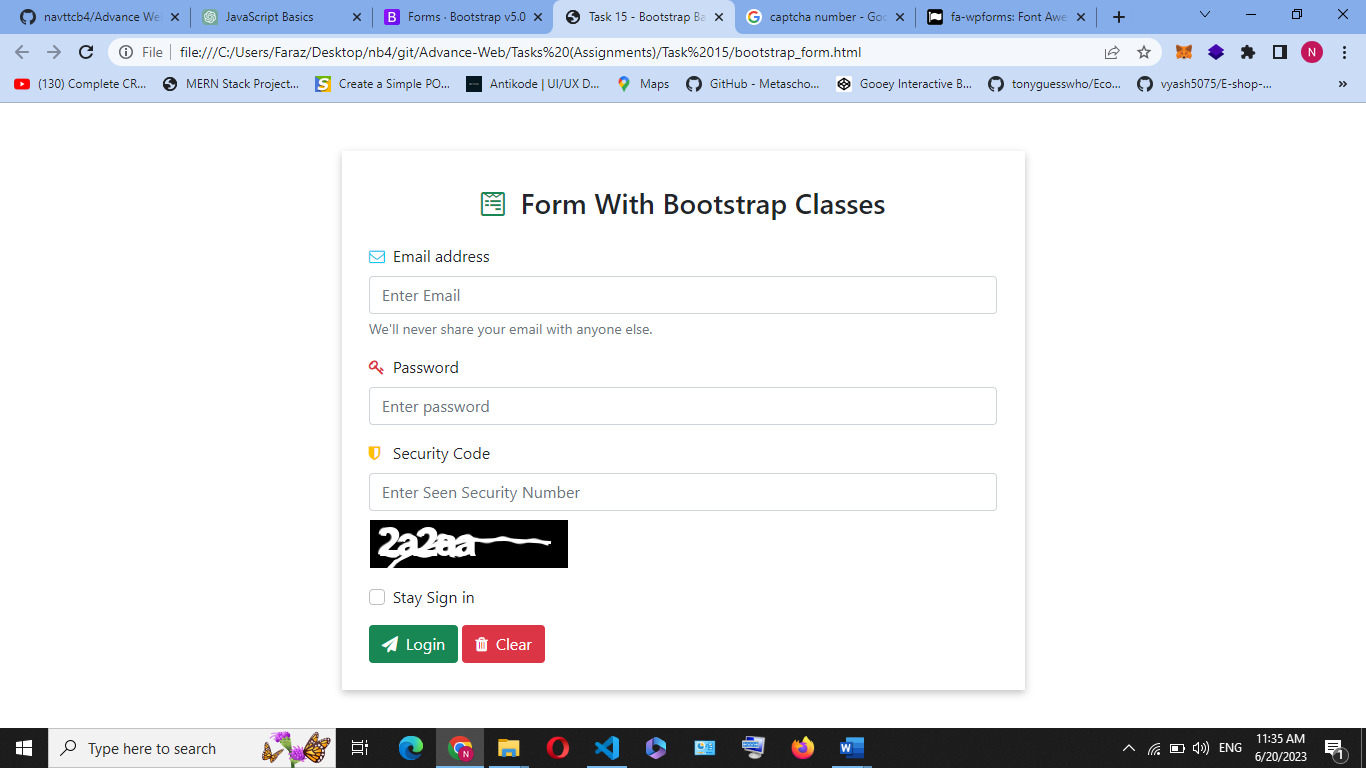 navttcb4/Advance We
JavaScript Basics
Forms · Bootstrap v5.0
Task 15 - Bootstrap Ba
captcha number - Goo
fa-wpforms: Font Awe
File
file:///C:/Users/Faraz/Desktop/nb4/git/Advance-Web/Tasks%20(Assignments)/Task%2015/bootstrap_form.html
N
(130) Complete CR...
MERN Stack Project...
Create a Simple PO...
Antikode | UI/UX D...
Maps
GitHub - Metascho...
Gooey Interactive B...
tonyguesswho/Eco...
vyash5075/E-shop-...
»
Form With Bootstrap Classes
Email address
Enter Email
We'll never share your email with anyone else.
Password
Enter password
Security Code
Enter Seen Security Number
Stay Sign in
Login
Clear
Type here to search
ENG
11:35 AM
6/20/2023
1